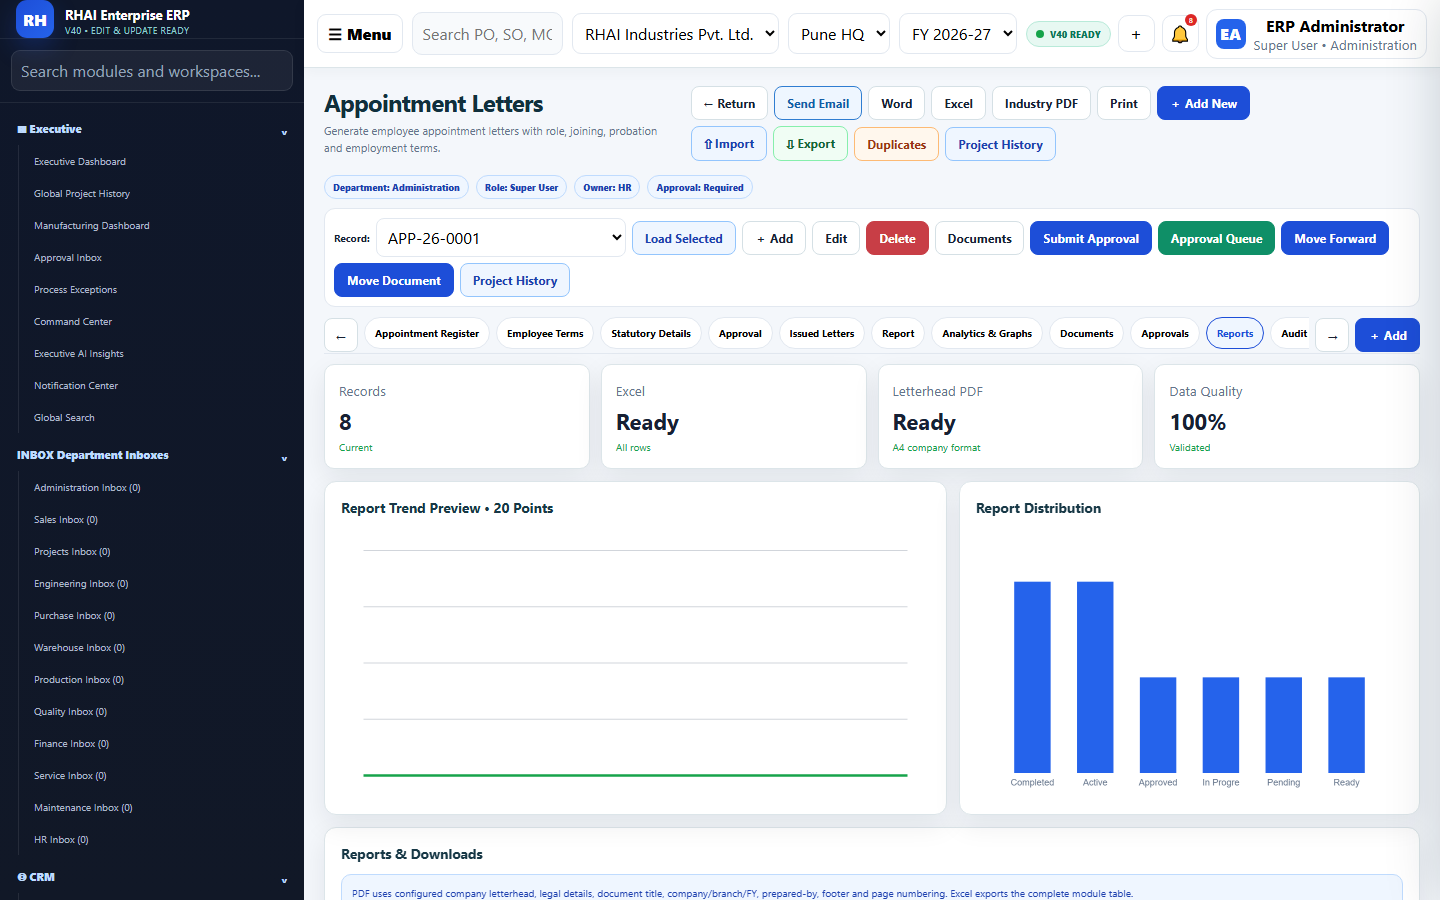 RH
RHAI Enterprise ERP
V40 • EDIT & UPDATE READY
Search modules and workspaces...
Executive
Executive Dashboard
Global Project History
Manufacturing Dashboard
Approval Inbox
Process Exceptions
Command Center
Executive AI Insights
Notification Center
Global Search
INBOX Department Inboxes
Administration Inbox (0)
Sales Inbox (0)
Projects Inbox (0)
Engineering Inbox (0)
Purchase Inbox (0)
Warehouse Inbox (0)
Production Inbox (0)
Quality Inbox (0)
Finance Inbox (0)
Service Inbox (0)
Maintenance Inbox (0)
HR Inbox (0)
CRM
☰ Menu
Search PO, SO, MO
RHAI Industries Pvt. Ltd.
Pune HQ
FY 2026-27
V40 READY
+
8
EA
ERP Administrator
Super User • Administration
Appointment Letters
Generate employee appointment letters with role, joining, probation
and employment terms.
← Return
Send Email
Word
Excel
Industry PDF
Print
+ Add New
⇧ Import
⇩ Export
Duplicates
Project History
Department: Administration
Role: Super User
Owner: HR
Approval: Required
Record:
APP-26-0001
Load Selected
+ Add
Edit
Delete
Documents
Submit Approval
Approval Queue
Move Forward
Move Document
Project History
←
Appointment Register
Employee Terms
Statutory Details
Approval
Issued Letters
Report
Analytics & Graphs
Documents
Approvals
Reports
Audit
→
+ Add
Records
8
Current
Excel
Ready
All rows
Letterhead PDF
Ready
A4 company format
Data Quality
100%
Validated
Report Trend Preview • 20 Points
Report Distribution
Completed
Active
Approved
In Progre
Pending
Ready
Reports & Downloads
PDF uses configured company letterhead, legal details, document title, company/branch/FY, prepared-by, footer and page numbering. Excel exports the complete module table.